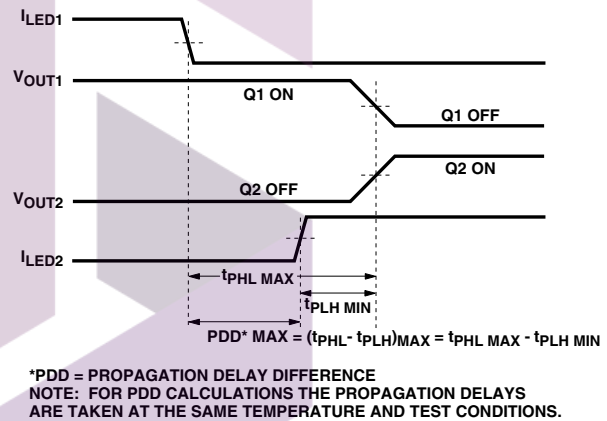 ILED1
VOUT1
Q1 ON
Q1 OFF
Q2 ON
Q2 OFF
VOUT2
ILED2
tPHL MAX
tPLH MIN
PDD* MAX = (tPHL- tPLH)MAX = tPHL MAX - tPLH MIN
*PDD = PROPAGATION DELAY DIFFERENCE
NOTE: FOR PDD CALCULATIONS THE PROPAGATION DELAYS
ARE TAKEN AT THE SAME TEMPERATURE AND TEST CONDITIONS.